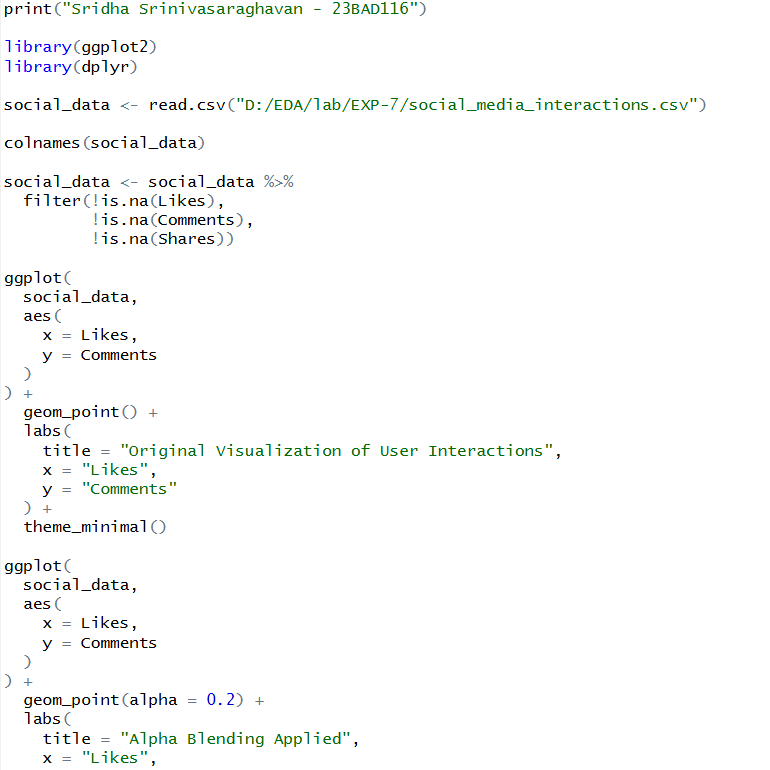 print("Sridha Srinivasaraghavan - 23BAD116")
library(ggplot2)
library(dplyr)
social_data <- read.csv("D:/EDA/lab/EXP-7/social_media_interactions.csv")
colnames(social_data)
social_data <- social_data %>%
  filter(!is.na(Likes),
         !is.na(Comments),
         !is.na(Shares))
ggplot(
  social_data,
  aes(
    x = Likes,
    y = Comments
  )
) +
  geom_point() +
  labs(
    title = "Original Visualization of User Interactions",
    x = "Likes",
    y = "Comments"
  ) +
  theme_minimal()
ggplot(
  social_data,
  aes(
    x = Likes,
    y = Comments
  )
) +
  geom_point(alpha = 0.2) +
  labs(
    title = "Alpha Blending Applied",
    x = "Likes",